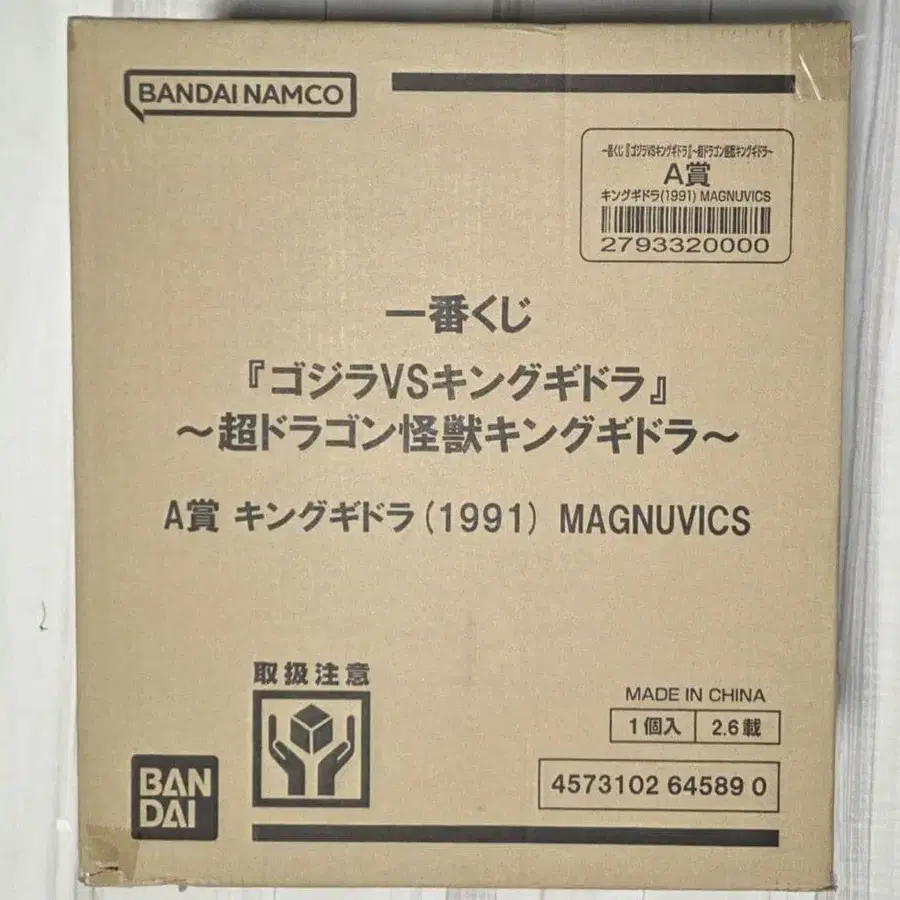 BANDAI NAMCO
一番くじ『ゴジラVSキングギドラ』~超ドラゴン怪獣キングギドラ~
A賞
キングギドラ(1991) MAGNUVICS
2793320000
一番くじ
『ゴジラVSキングギドラ』
~超ドラゴン怪獣キングギドラ~
A賞 キングギドラ(1991) MAGNUVICS
取扱注意
MADE IN CHINA
1個入 2.6載
4573102 64589 0
BAN
DAI